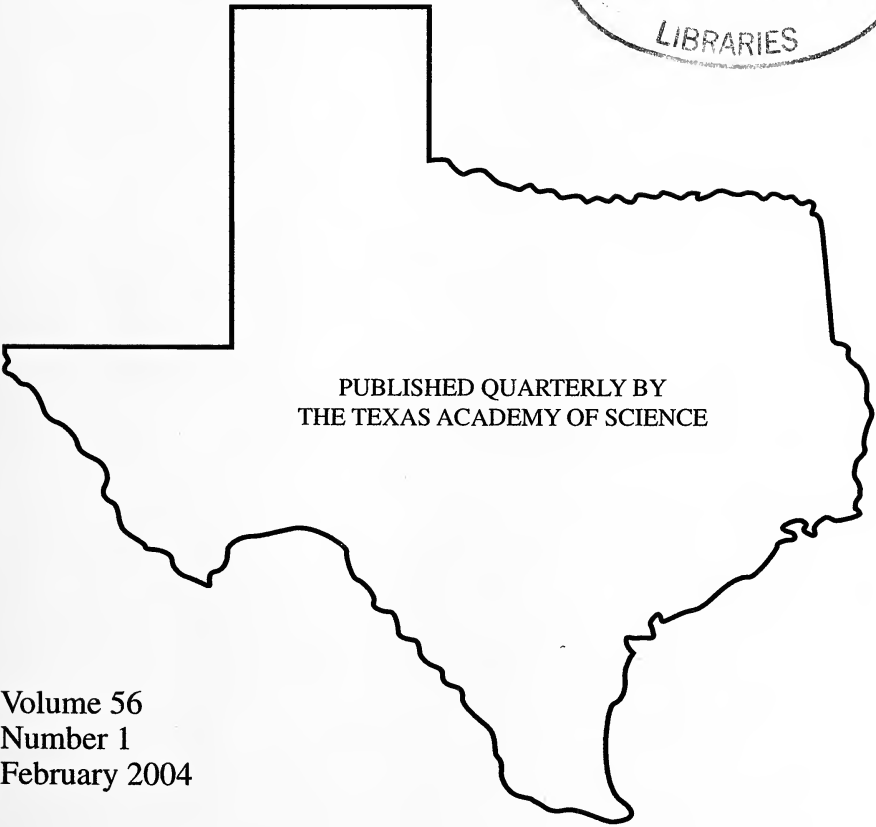 LIBRARIES
PUBLISHED QUARTERLY BY
THE TEXAS ACADEMY OF SCIENCE
Volume 56
Number 1
February 2004